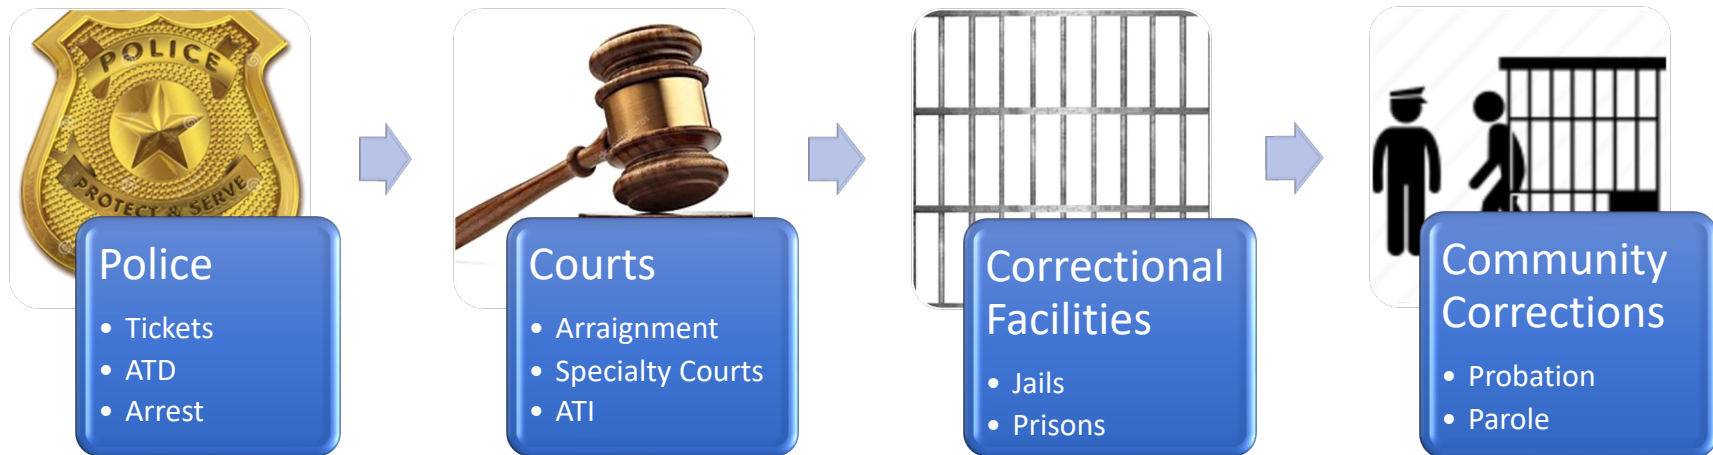 POLICE
PROTECT & SERVE
Police
• Tickets
• ATD
• Arrest
Courts
• Arraignment
• Specialty Courts
• ATI
Correctional
Facilities
• Jails
• Prisons
Community
Corrections
• Probation
• Parole